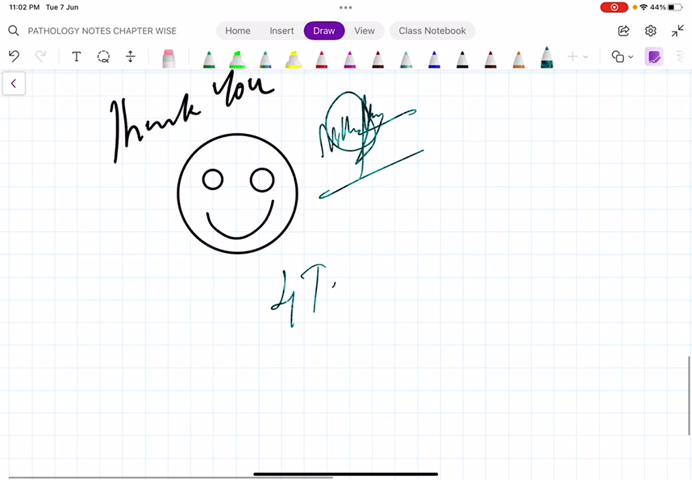 11:02 PM Tue 7 Jun
44%
PATHOLOGY NOTES CHAPTER WISE
Home Insert Draw View Class Notebook
Thank You